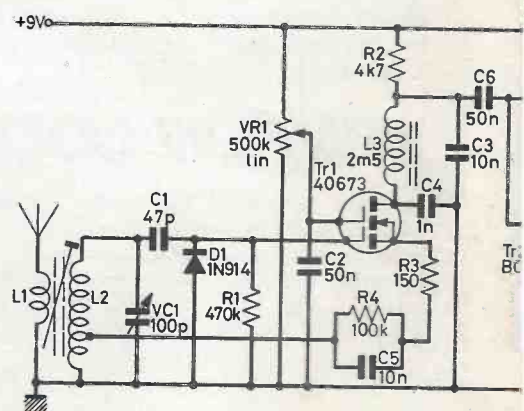 +9V
R2
4k7
C6
50n
VR1
500k
lin
L3
2m5
C3
10n
Tr1
40673
C1
47p
C4
1n
D1
1N914
C2
50n
R3
150
L1
L2
VC1
100p
R1
470k
R4
100k
C5
10n